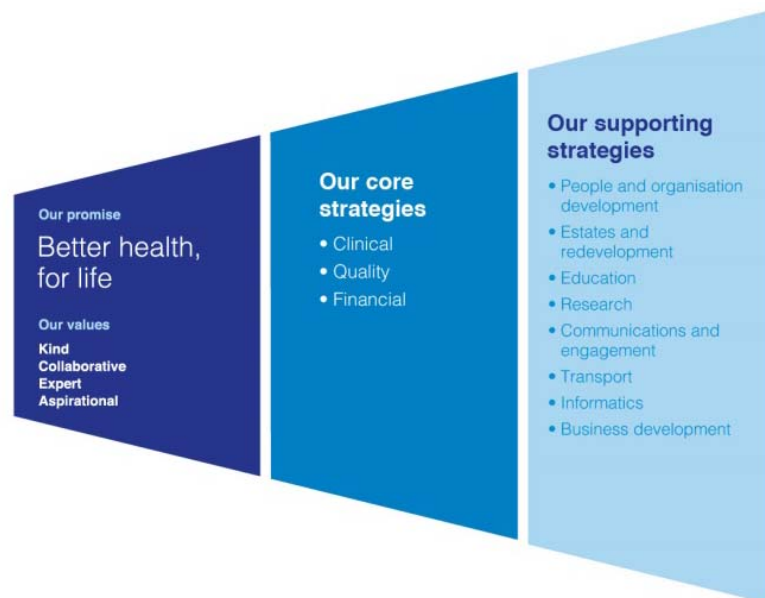 Our promise
Better health,
for life
Our values
Kind
Collaborative
Expert
Aspirational
Our core
strategies
• Clinical
• Quality
• Financial
Our supporting
strategies
• People and organisation
development
• Estates and
redevelopment
• Education
• Research
• Communications and
engagement
• Transport
• Informatics
• Business development